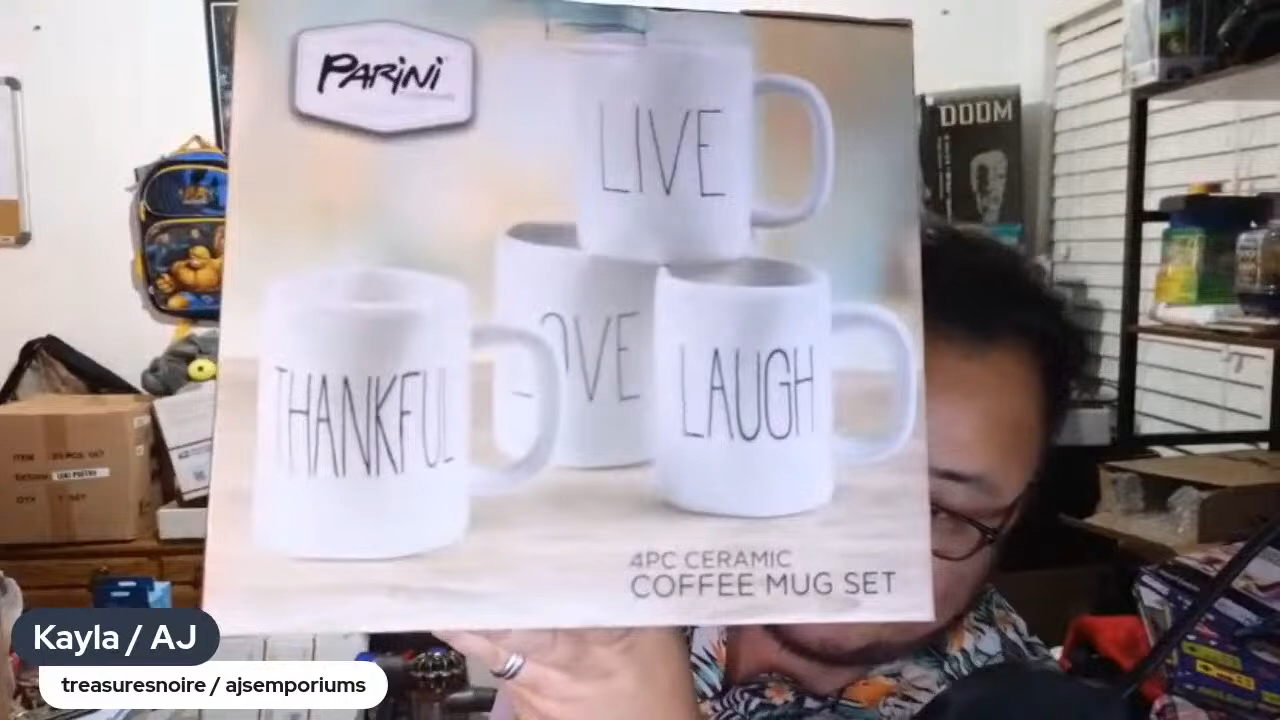 PARINI
LIVE
OVE
LAUGH
THANKFUL
4PC CERAMIC
COFFEE MUG SET
DOOM
Kayla / AJ
treasuresnoire / ajsemporiums